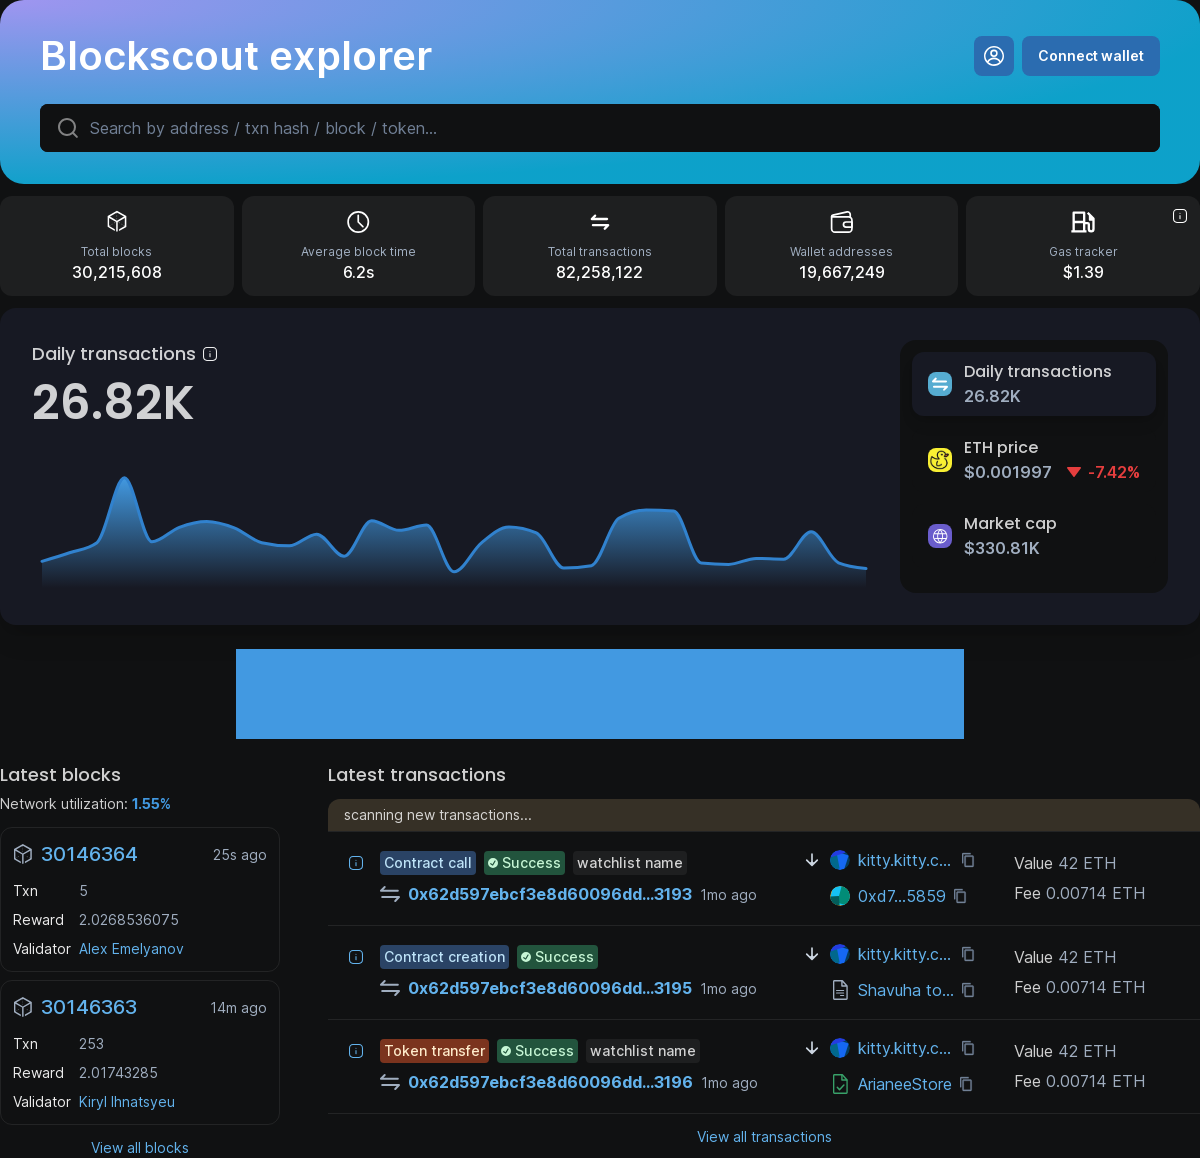 Blockscout explorer
Connect wallet
Search by address / txn hash / block / token...
Total blocks
30,215,608
Average block time
6.2s
Total transactions
82,258,122
Wallet addresses
19,667,249
Gas tracker
$1.39
Daily transactions
26.82K
Daily transactions
26.82K
ETH price
$0.001997 -7.42%
Market cap
$330.81K
Latest blocks
Network utilization: 1.55%
30146364 25s ago
Txn 5
Reward 2.0268536075
Validator Alex Emelyanov
30146363 14m ago
Txn 253
Reward 2.01743285
Validator Kiryl Ihnatsyeu
View all blocks
Latest transactions
scanning new transactions...
Contract call Success watchlist name
0x62d597ebcf3e8d60096dd...3193 1mo ago
kitty.kitty.c...
0xd7...5859
Value 42 ETH
Fee 0.00714 ETH
Contract creation Success
0x62d597ebcf3e8d60096dd...3195 1mo ago
kitty.kitty.c...
Shavuha to...
Value 42 ETH
Fee 0.00714 ETH
Token transfer Success watchlist name
0x62d597ebcf3e8d60096dd...3196 1mo ago
kitty.kitty.c...
ArianeeStore
Value 42 ETH
Fee 0.00714 ETH
View all transactions